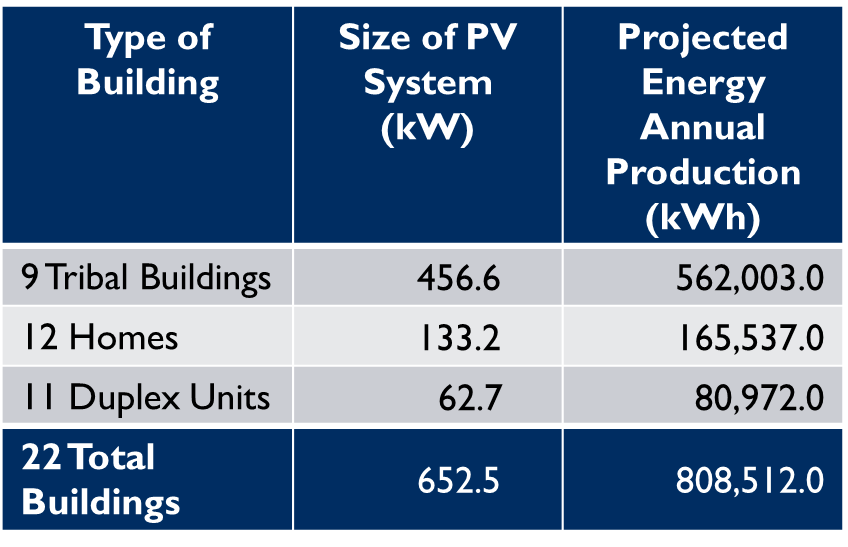 Type of Building Size of PV System (kW) Projected Energy Annual Production (kWh)
9 Tribal Buildings 456.6 562,003.0
12 Homes 133.2 165,537.0
11 Duplex Units 62.7 80,972.0
22 Total Buildings 652.5 808,512.0